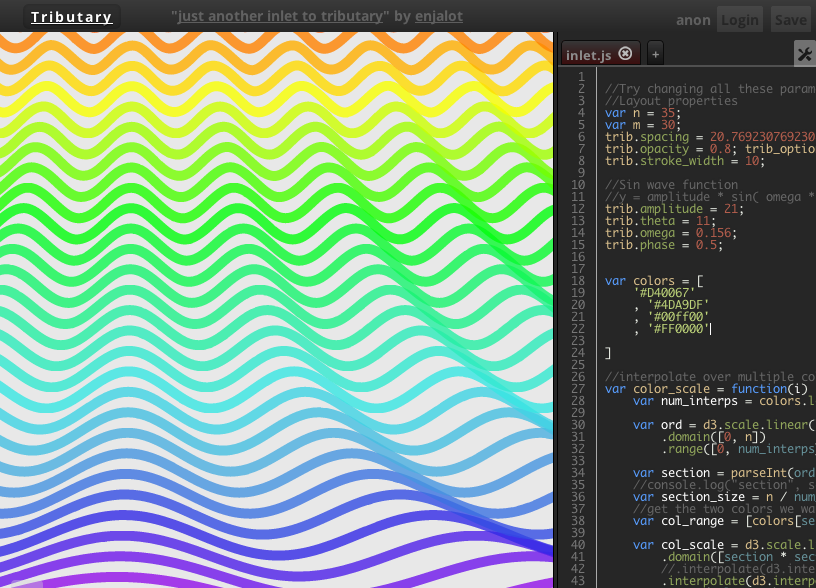 Tributary
"just another inlet to tributary" by enjalot
anon Login Save
inlet.js
+
1
2 //Try changing all these param
3 //Layout properties
4 var n = 35;
5 var m = 30;
6 trib.spacing = 20.769230769230
7 trib.opacity = 0.8; trib_optio
8 trib.stroke_width = 10;
9
10 //Sin wave function
11 //y = amplitude * sin( omega *
12 trib.amplitude = 21;
13 trib.theta = 11;
14 trib.omega = 0.156;
15 trib.phase = 0.5;
16
17
18 var colors = [
19 '#D40067'
20 , '#4DA9DF'
21 , '#00ff00'
22 , '#FF0000'
23
24 ]
25
26 //interpolate over multiple co
27 var color_scale = function(i)
28 var num_interps = colors.l
29
30 var ord = d3.scale.linear(
31 .domain([0, n])
32 .range([0, num_interps
33
34 var section = parseInt(ord
35 //console.log("section", s
36 var section_size = n / num
37 //get the two colors we wa
38 var col_range = [colors[se
39
40 var col_scale = d3.scale.l
41 .domain([section * sec
42 //.interpolate(d3.inte
43 .interpolate(d3.interp